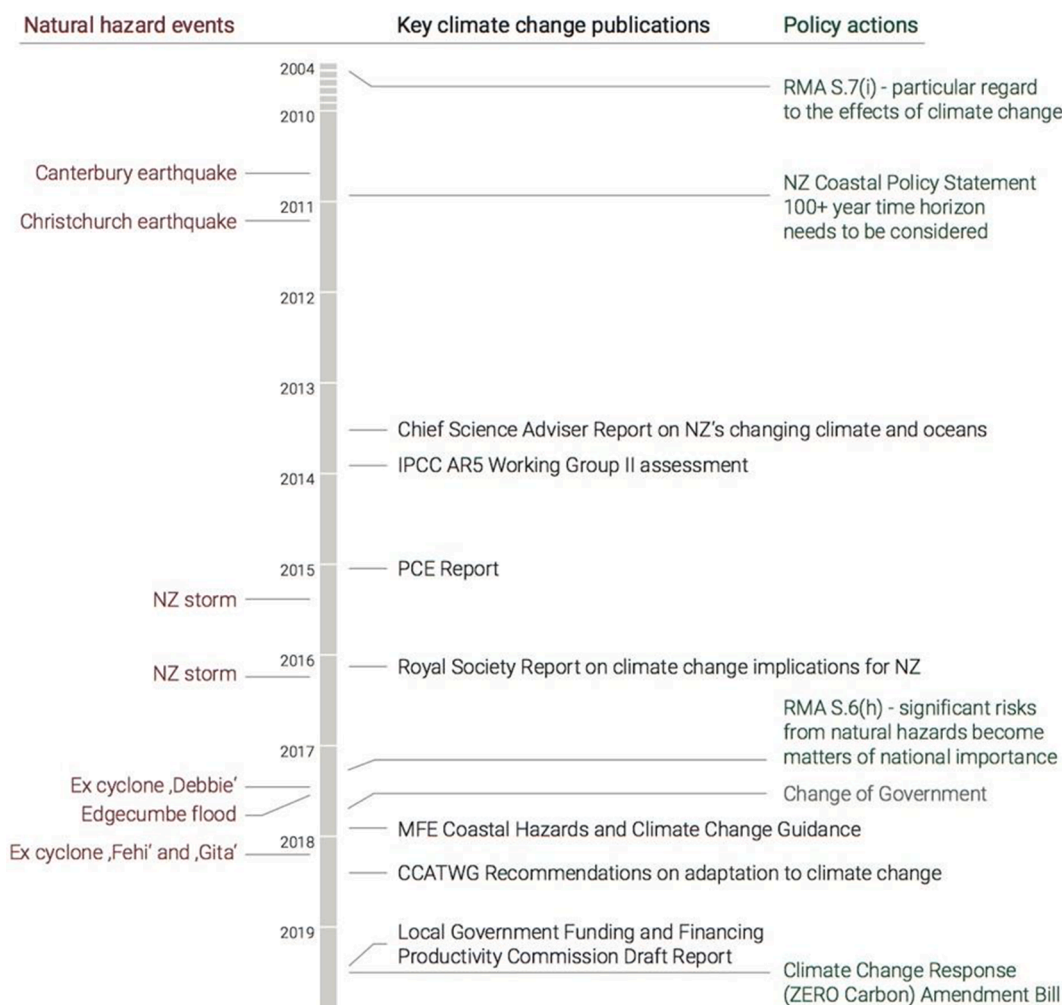 Natural hazard events
Key climate change publications
Policy actions
2004
RMA S.7(i) - particular regard
to the effects of climate change
2010
Canterbury earthquake
NZ Coastal Policy Statement
100+ year time horizon
needs to be considered
2011
Christchurch earthquake
2012
2013
Chief Science Adviser Report on NZ's changing climate and oceans
IPCC AR5 Working Group II assessment
2014
2015
PCE Report
NZ storm
2016
Royal Society Report on climate change implications for NZ
NZ storm
RMA S.6(h) - significant risks
from natural hazards become
matters of national importance
2017
Ex cyclone ‚Debbie‘
Change of Government
Edgecumbe flood
MFE Coastal Hazards and Climate Change Guidance
2018
Ex cyclone ‚Fehi‘ and ‚Gita‘
CCATWG Recommendations on adaptation to climate change
2019
Local Government Funding and Financing
Productivity Commission Draft Report
Climate Change Response
(ZERO Carbon) Amendment Bill